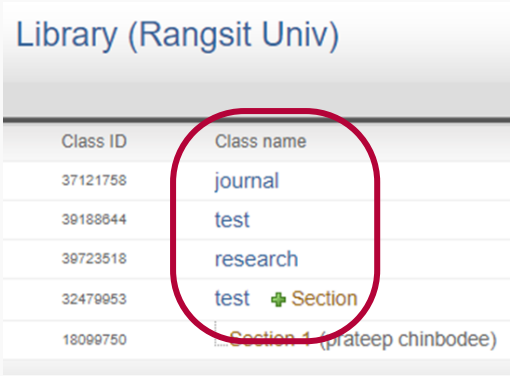 Library (Rangsit Univ)
Class ID Class name
37121758 journal
39188644 test
39723518 research
32479953 test Section
18099750 Section 1 (prateep chinbodee)